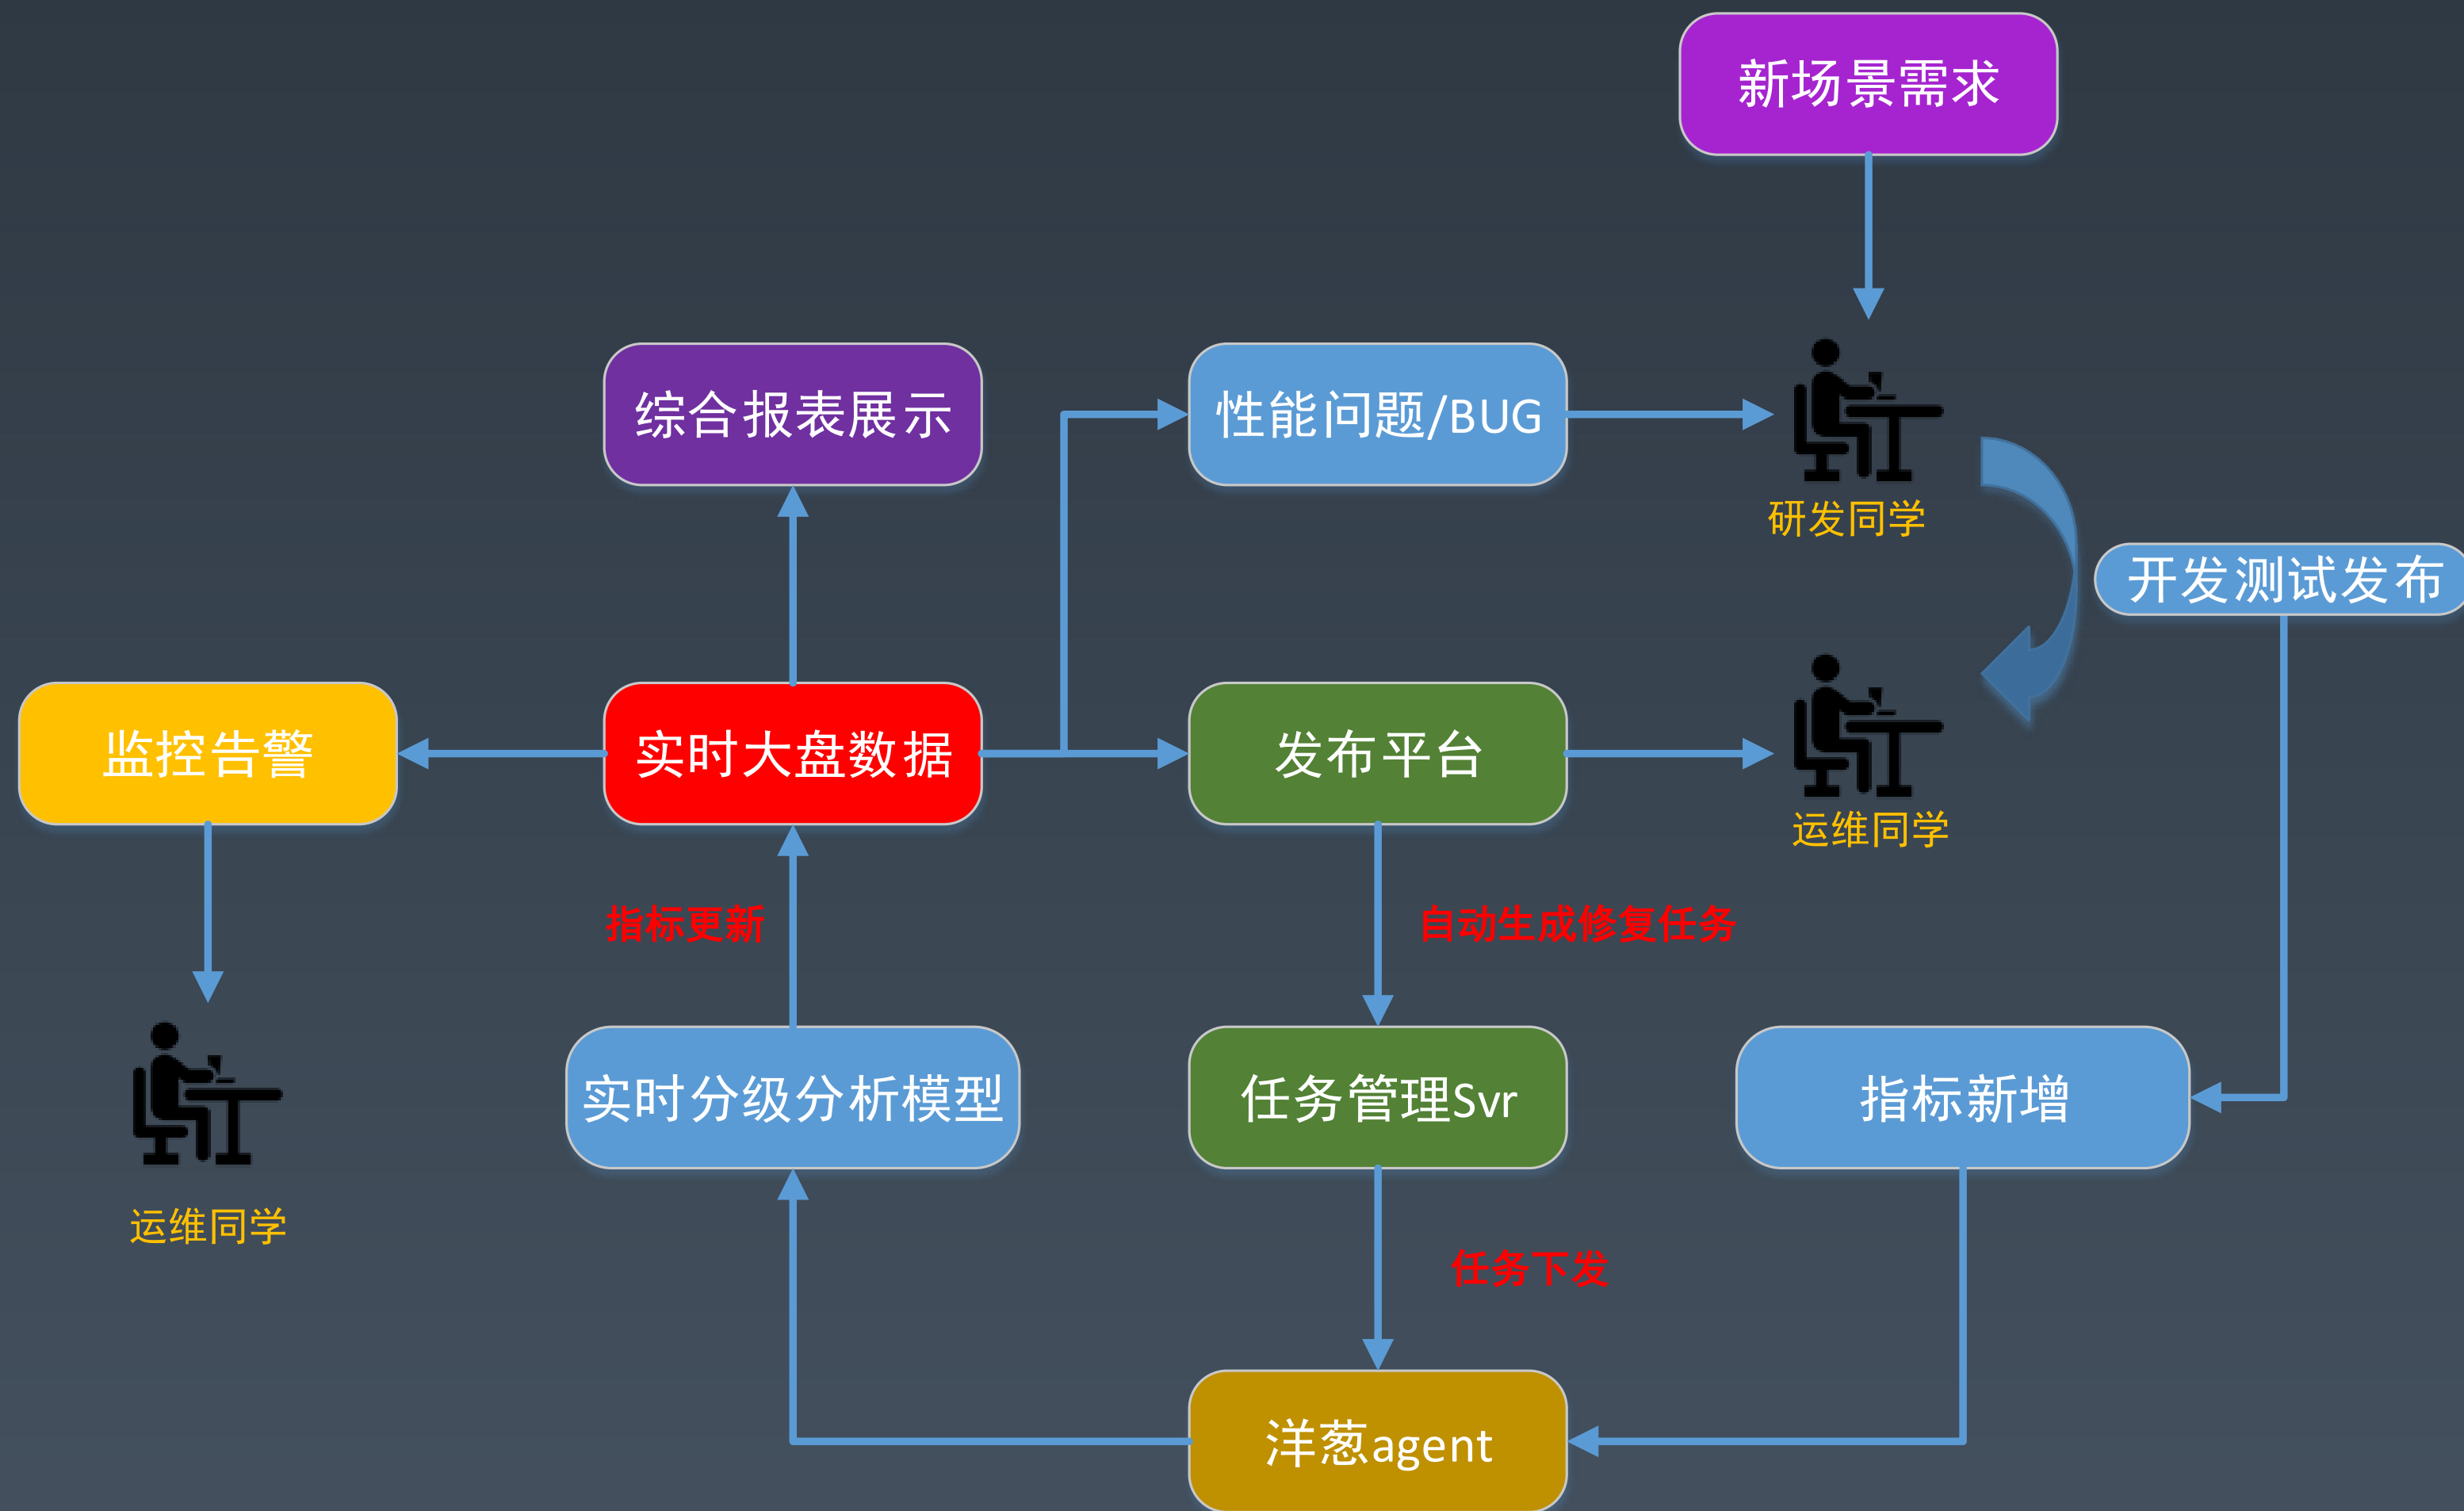 新场景需求
综合报表展示
性能问题/BUG
研发同学
开发测试发布
监控告警
实时大盘数据
发布平台
运维同学
指标更新
自动生成修复任务
实时分级分析模型
任务管理Svr
指标新增
运维同学
任务下发
洋葱agent